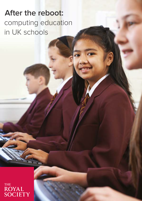 After the reboot:
computing education
in UK schools
THE
ROYAL
SOCIETY